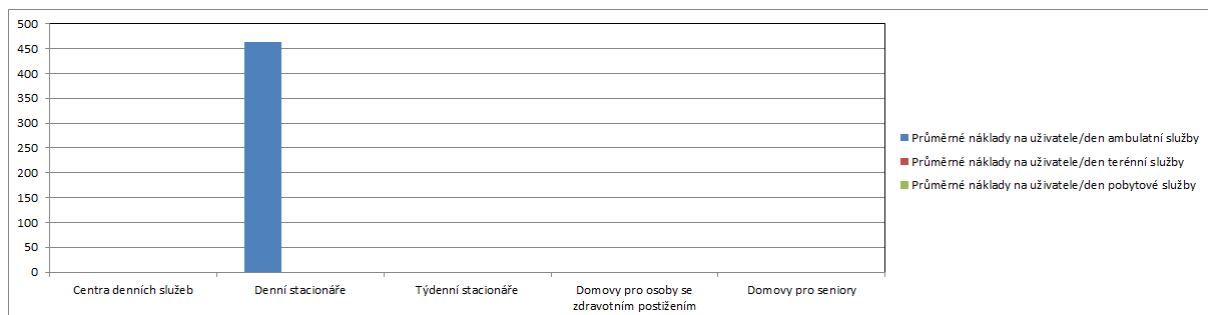 500
450
400
350
300
250
200
150
100
50
0
Centra denních služeb
Denní stacionáře
Týdenní stacionáře
Domovy pro osoby se
zdravotním postižením
Domovy pro seniory
Průměrné náklady na uživatele/den ambulatní služby
Průměrné náklady na uživatele/den terénní služby
Průměrné náklady na uživatele/den pobytové služby